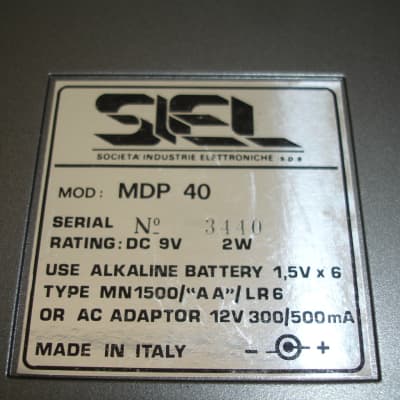 SIEL
SOCIETA' INDUSTRIE ELETTRONICHE s.p.a
MOD: MDP 40
SERIAL Nº 3440
RATING: DC 9V 2W
USE ALKALINE BATTERY 1,5V x 6
TYPE MN1500/“AA”/LR6
OR AC ADAPTOR 12V 300/500mA
MADE IN ITALY - +